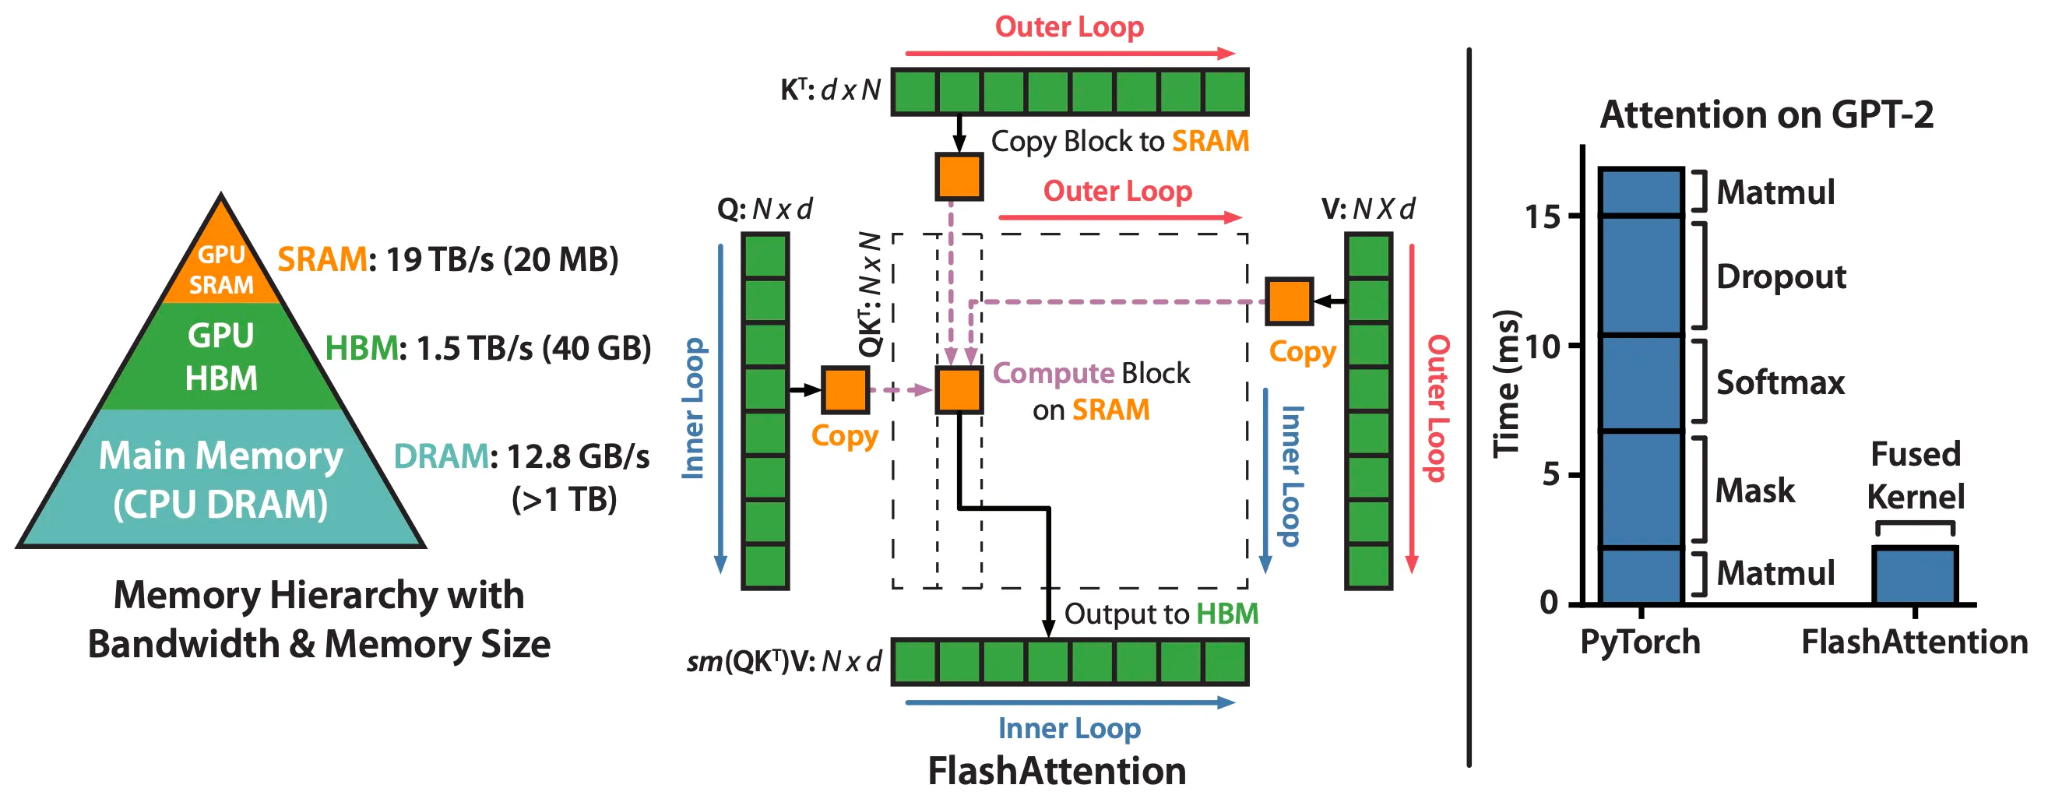 GPU
SRAM
SRAM: 19 TB/s (20 MB)
GPU
HBM
HBM: 1.5 TB/s (40 GB)
Main Memory
(CPU DRAM)
DRAM: 12.8 GB/s
(>1 TB)
Memory Hierarchy with
Bandwidth & Memory Size
Outer Loop
Kᵀ: d x N
Copy Block to SRAM
Outer Loop
Q: N x d
V: N X d
QKᵀ: N x N
Inner Loop
Copy
Compute Block
on SRAM
Copy
Inner Loop
Outer Loop
Output to HBM
sm(QKᵀ)V: N x d
Inner Loop
FlashAttention
Attention on GPT-2
Time (ms)
15
10
5
0
Matmul
Dropout
Softmax
Mask
Matmul
Fused
Kernel
PyTorch
FlashAttention